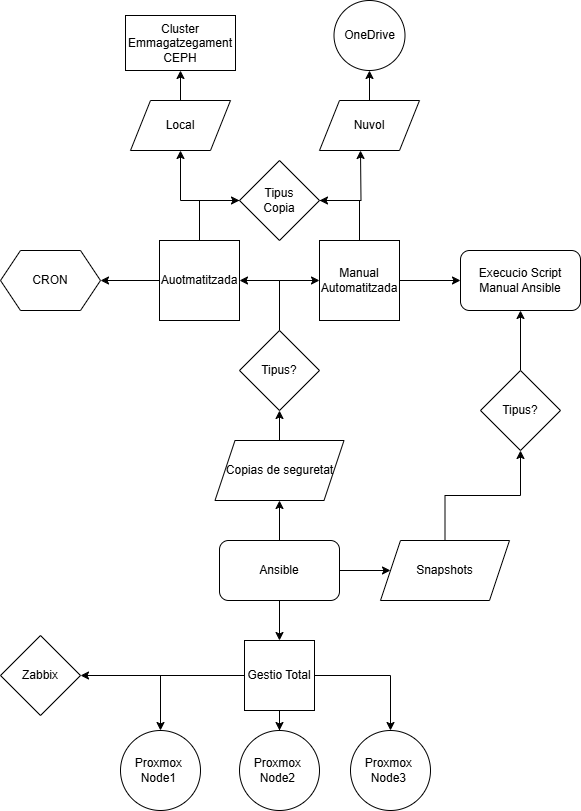 Cluster
Emmagatzegament
CEPH
OneDrive
Local
Nuvol
Tipus
Copia
CRON
Auotmatitzada
Manual
Automatitzada
Execucio Script
Manual Ansible
Tipus?
Tipus?
Copias de seguretat
Ansible
Snapshots
Zabbix
Gestio Total
Proxmox
Node1
Proxmox
Node2
Proxmox
Node3